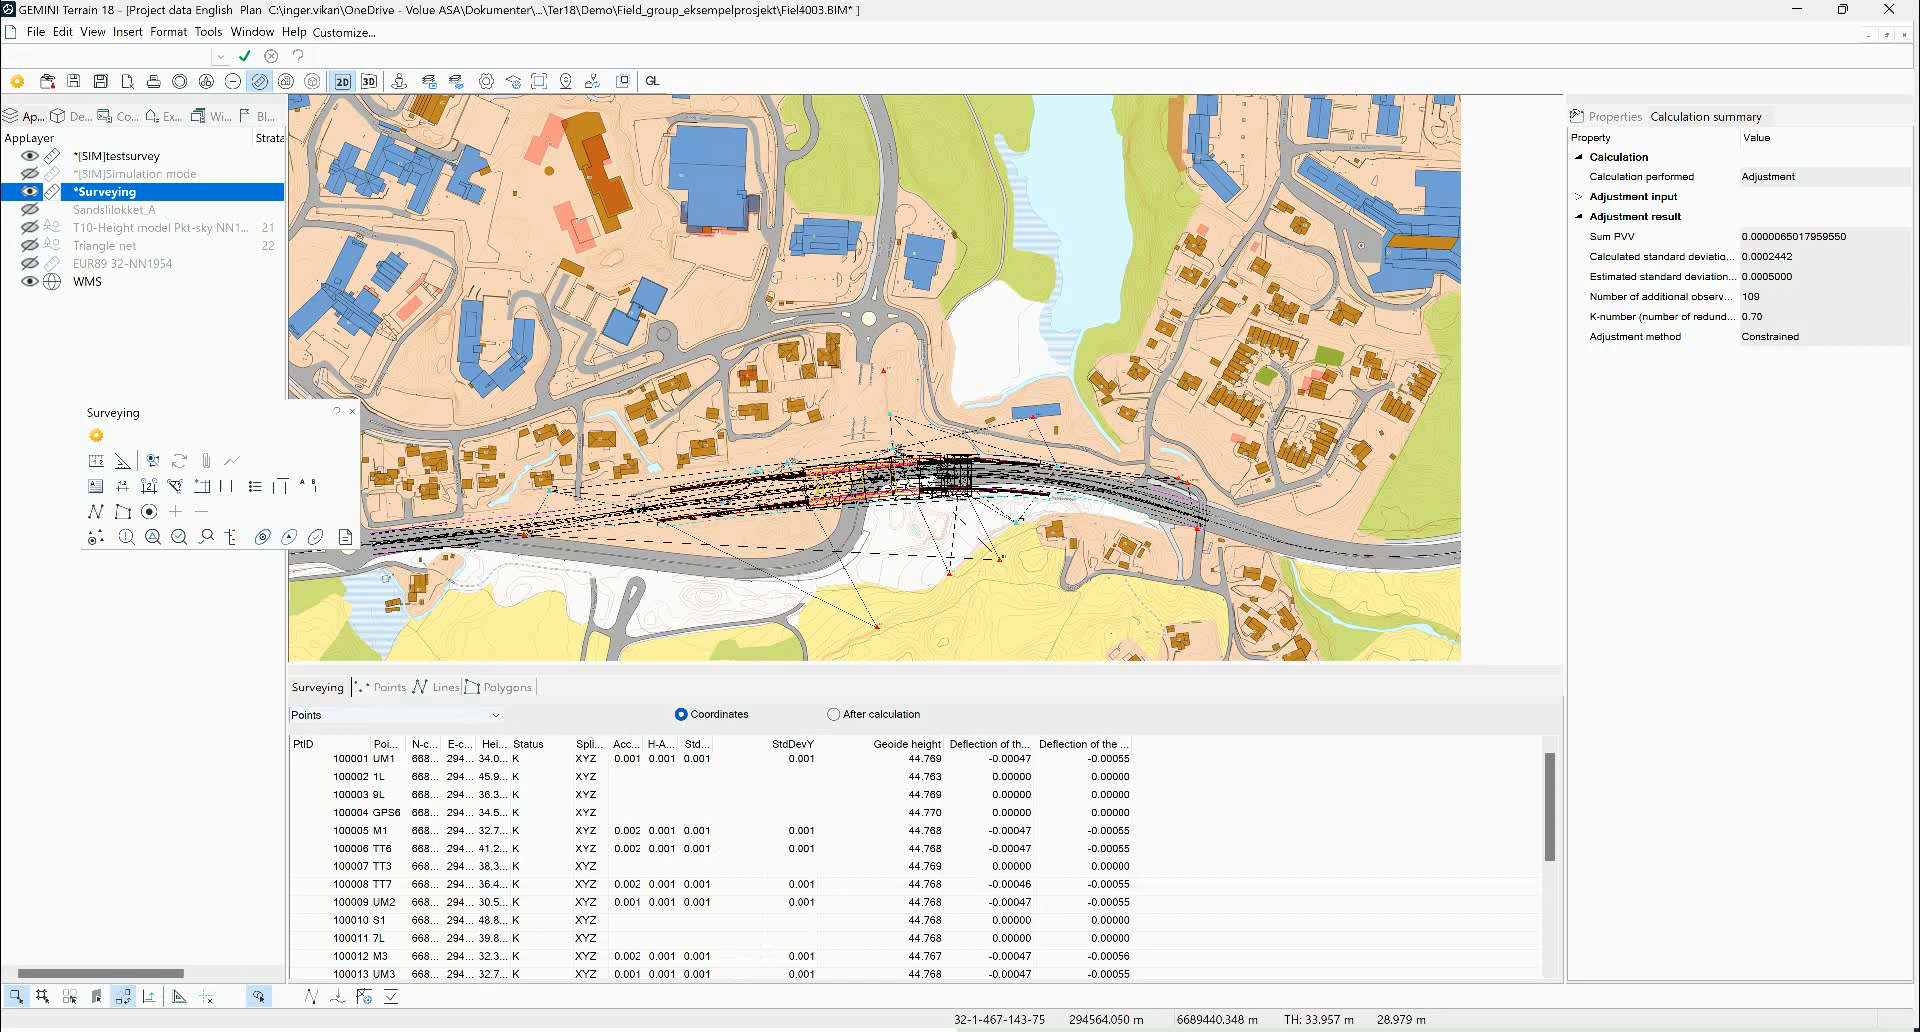 GEMINI Terrain 18 - [Project data English  Plan  C:\inger.vikan\OneDrive - Volue ASA\Dokumenter\...\Ter18\Demo\Field_group_eksempelprosjekt\Fiel4003.BIM* ]
File Edit View Insert Format Tools Window Help Customize...
2D 3D GL
Ap... De... Co... Ex... Wi... Bl...
AppLayer Strata
*[SIM]testsurvey
*[SIM]Simulation mode
*Surveying
Sandslilokket_A
T10-Height model Pkt-sky NN1... 21
Triangle net 22
EUR89 32-NN1954
WMS
Surveying ? ×
Properties Calculation summary
Property Value
Calculation
Calculation performed Adjustment
Adjustment input
Adjustment result
Sum PVV 0.0000065017959550
Calculated standard deviatio... 0.0002442
Estimated standard deviation... 0.0005000
Number of additional observ... 109
K-number (number of redund... 0.70
Adjustment method Constrained
Surveying Points Lines Polygons
Points Coordinates After calculation
PtID Poi... N-c... E-c... Hei... Status Spli... Acc... H-A... Std... StdDevY Geoide height Deflection of th... Deflection of the ...
100001 UM1 668... 294... 34.0... K XYZ 0.001 0.001 0.001 0.001 44.769 -0.00047 -0.00055
100002 1L 668... 294... 45.9... K XYZ 44.763 0.00000 0.00000
100003 9L 668... 294... 36.3... K XYZ 44.769 0.00000 0.00000
100004 GPS6 668... 294... 34.5... K XYZ 44.770 0.00000 0.00000
100005 M1 668... 294... 32.7... K XYZ 0.002 0.001 0.001 0.001 44.768 -0.00047 -0.00055
100006 TT6 668... 294... 41.2... K XYZ 0.002 0.001 0.001 0.001 44.768 -0.00047 -0.00055
100007 TT3 668... 294... 38.3... K XYZ 44.769 0.00000 0.00000
100008 TT7 668... 294... 36.4... K XYZ 0.002 0.001 0.001 0.001 44.768 -0.00046 -0.00055
100009 UM2 668... 294... 30.5... K XYZ 0.001 0.001 0.001 0.001 44.768 -0.00047 -0.00055
100010 S1 668... 294... 48.8... K XYZ 44.768 0.00000 0.00000
100011 7L 668... 294... 39.8... K XYZ 44.768 0.00000 0.00000
100012 M3 668... 294... 32.3... K XYZ 0.002 0.001 0.001 0.001 44.767 -0.00047 -0.00056
100013 UM3 668... 294... 32.7... K XYZ 0.001 0.001 0.001 0.001 44.768 -0.00047 -0.00055
32-1-467-143-75 294564.050 m 6689440.348 m TH: 33.957 m 28.979 m